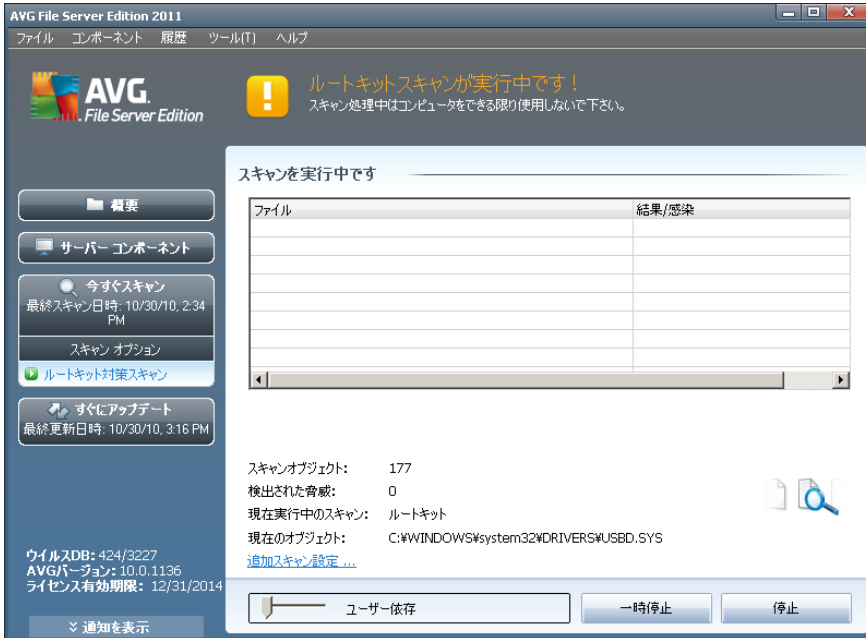 AVG File Server Edition 2011
ファイル コンポーネント 履歴 ツール(T) ヘルプ
AVG.
File Server Edition
ルートキットスキャンが実行中です！
スキャン処理中はコンピュータをできる限り使用しないで下さい。
概要
サーバー コンポーネント
今すぐスキャン
最終スキャン日時: 10/30/10, 2:34
PM
スキャン オプション
ルートキット対策スキャン
すぐにアップデート
最終更新日時: 10/30/10, 3:16 PM
ウイルスDB: 424/3227
AVGバージョン: 10.0.1136
ライセンス有効期限: 12/31/2014
通知を表示
スキャンを実行中です
ファイル 結果/感染
スキャンオブジェクト: 177
検出された脅威: 0
現在実行中のスキャン: ルートキット
現在のオブジェクト: C:¥WINDOWS¥system32¥DRIVERS¥USBD.SYS
追加スキャン設定 ...
ユーザー依存
一時停止
停止